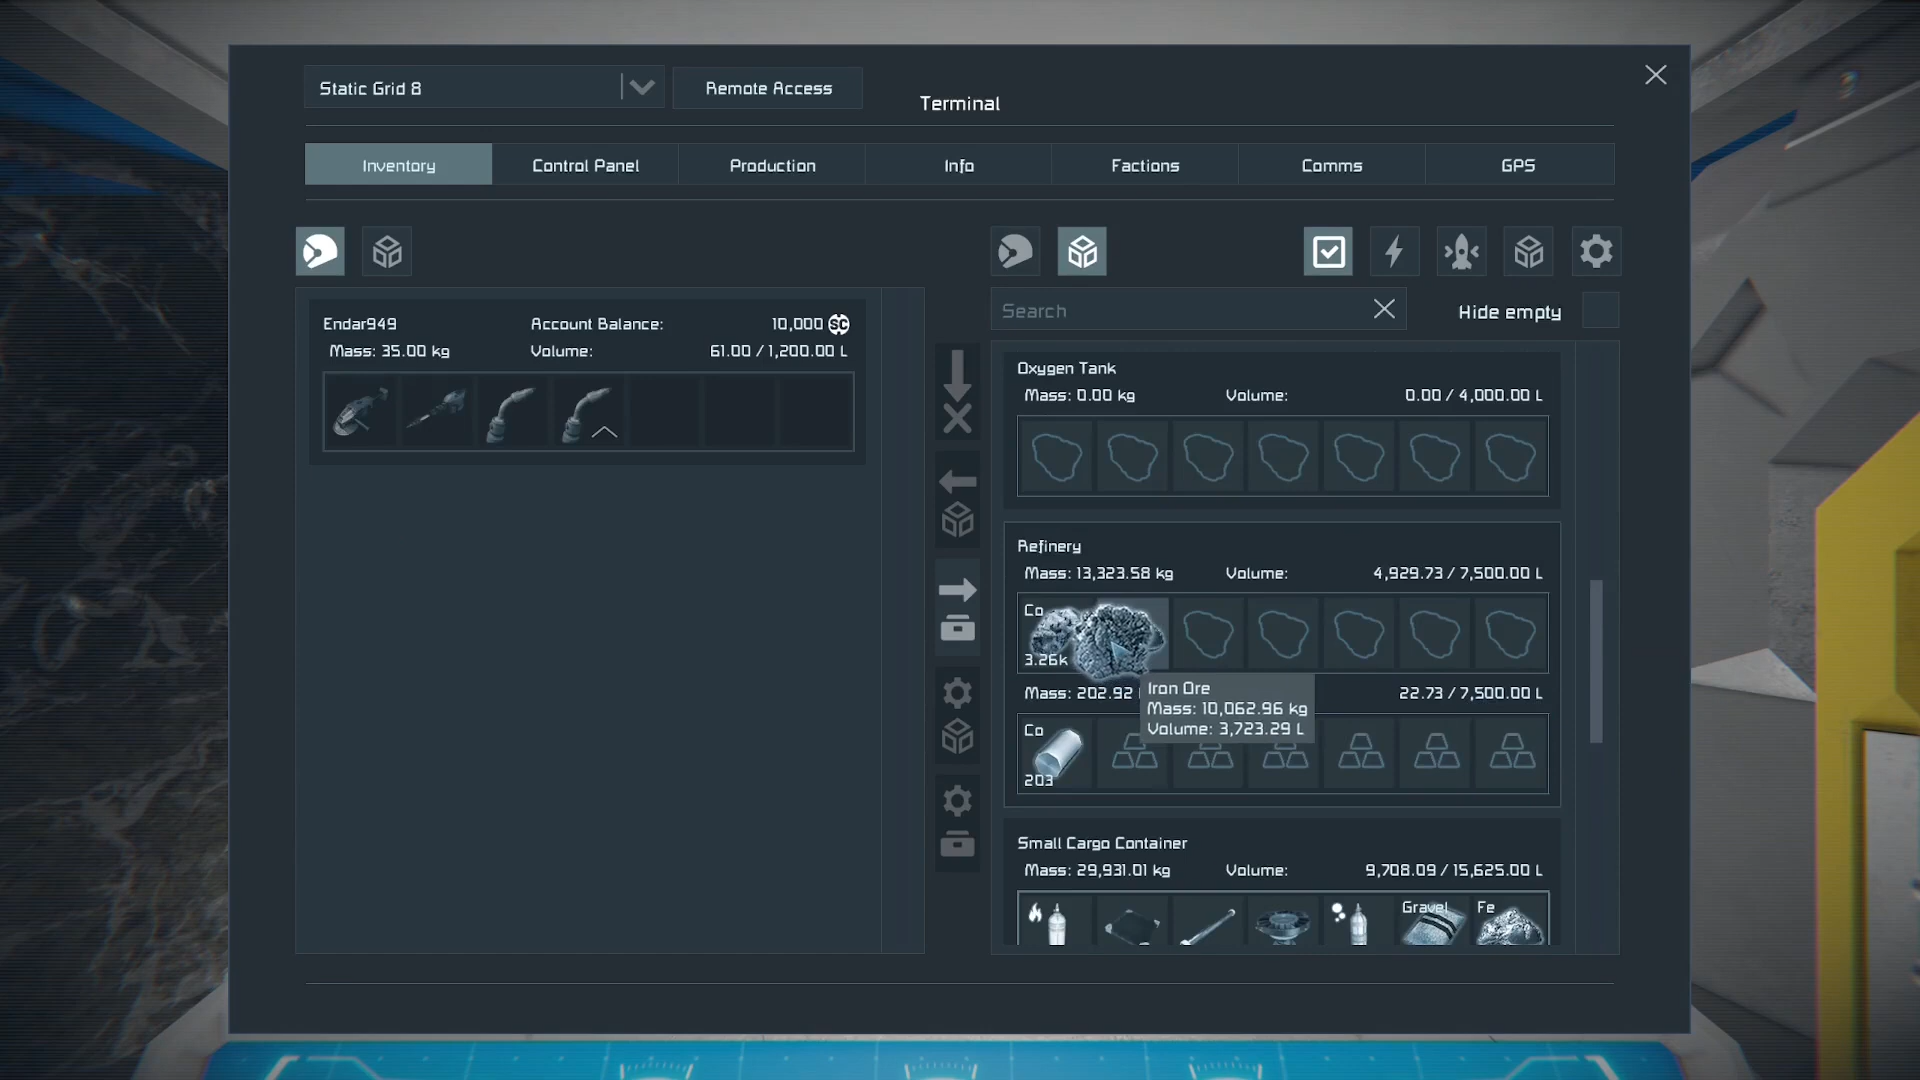 Static Grid 8
Remote Access
Terminal
Inventory
Control Panel
Production
Info
Factions
Comms
GPS
Search
Hide empty
Endar949
Account Balance:
10,000 SC
Mass: 35.00 kg
Volume:
61.00 / 1,200.00 L
Oxygen Tank
Mass: 0.00 kg
Volume:
0.00 / 4,000.00 L
Refinery
Mass: 13,323.58 kg
Volume:
4,929.73 / 7,500.00 L
Co
3.26k
Mass: 202.92
22.73 / 7,500.00 L
Iron Ore
Mass: 10,062.96 kg
Volume: 3,723.29 L
Co
203
Small Cargo Container
Mass: 29,931.01 kg
Volume:
9,708.09 / 15,625.00 L
Gravel
Fe